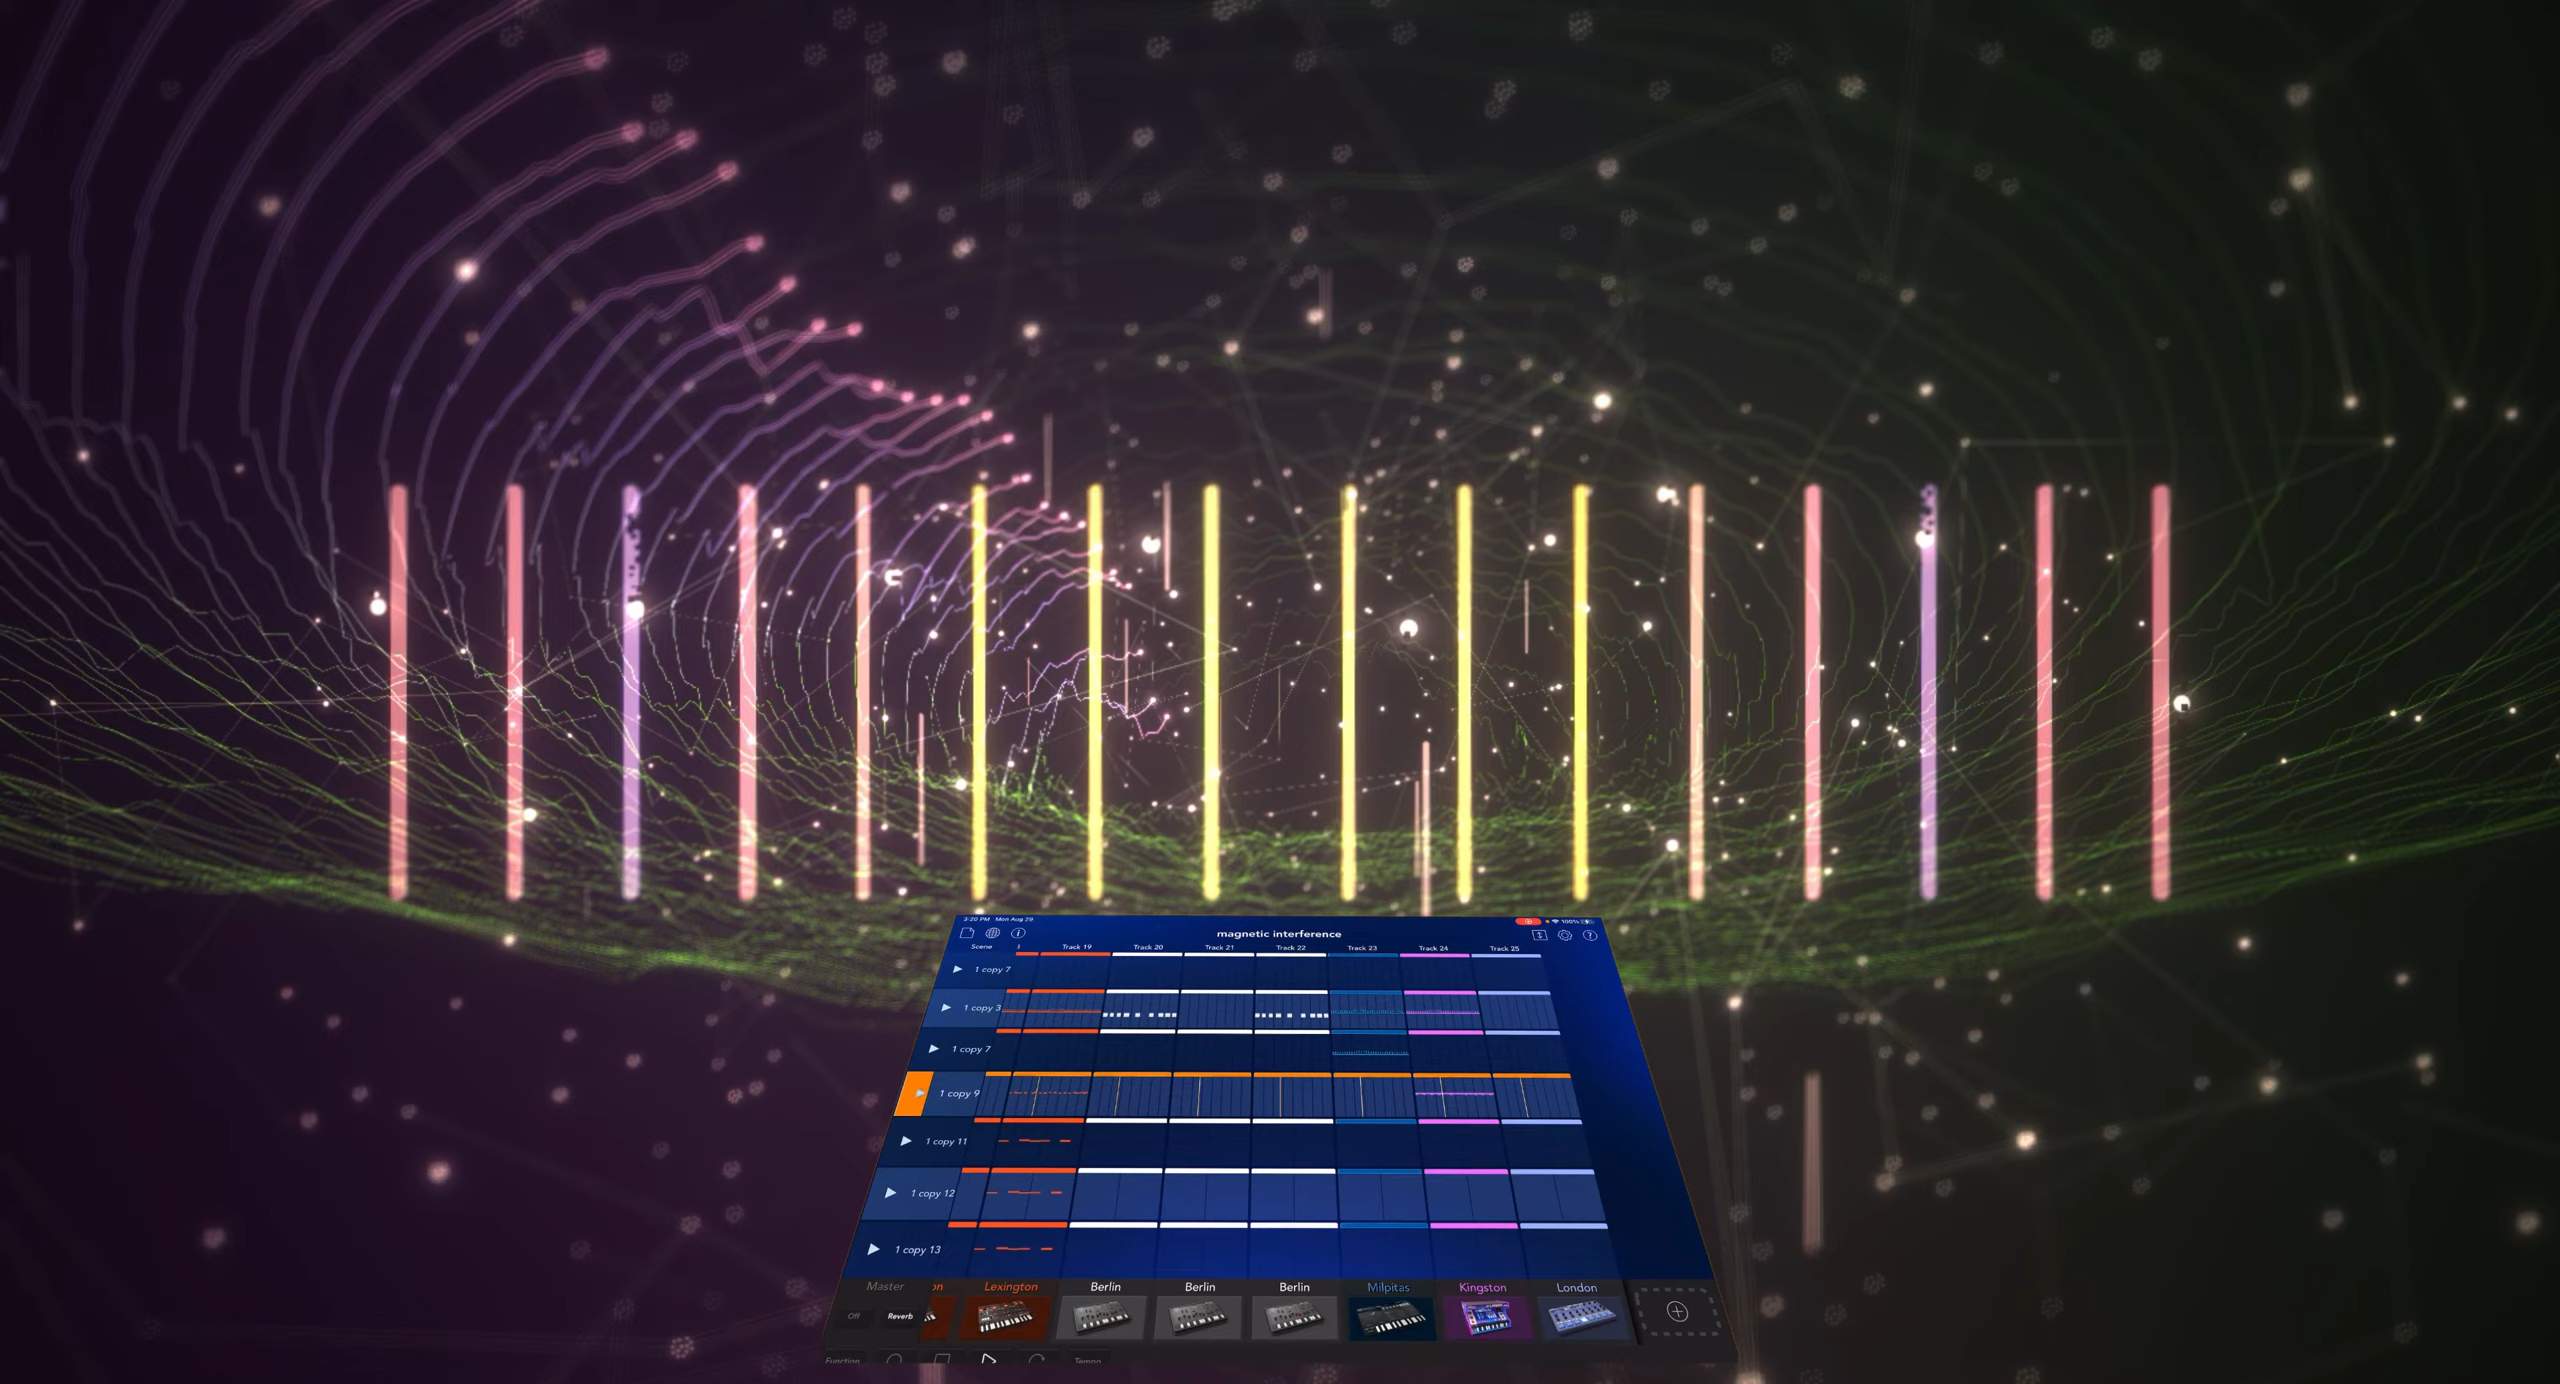 3:20 PM Mon Aug 29
100%
magnetic interference
Scene Track 19 Track 20 Track 21 Track 22 Track 23 Track 24 Track 25
1 copy 7
1 copy 3
1 copy 7
1 copy 9
1 copy 11
1 copy 12
1 copy 13
Master on Lexington Berlin Berlin Berlin Milpitas Kingston London
Off Reverb
Function Tempo